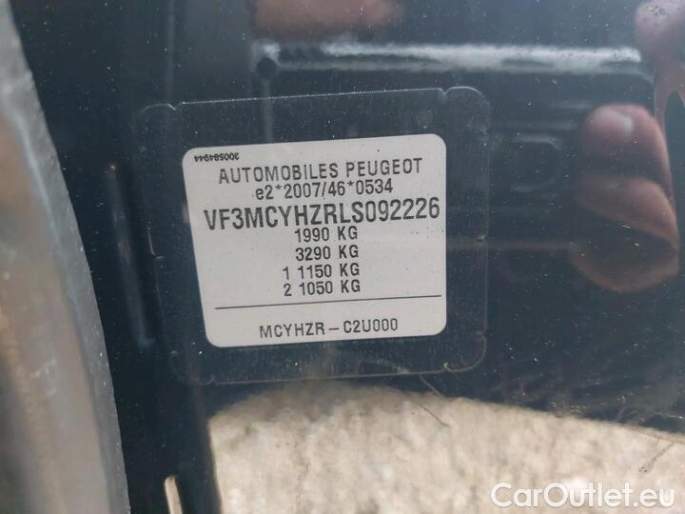 300584944
AUTOMOBILES PEUGEOT
e2*2007/46*0534
VF3MCYHZRLS092226
1990 KG
3290 KG
1 1150 KG
2 1050 KG
MCYHZR-C2U000
CarOutlet.eu